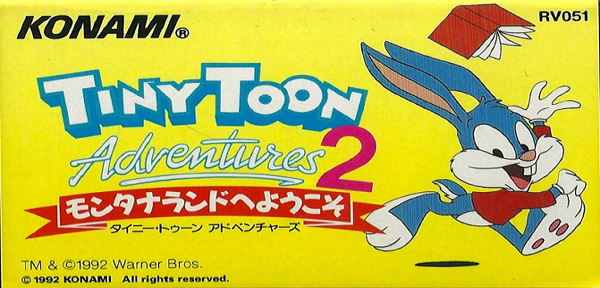 KONAMI®
RV051
TINY TOON
Adventures 2
モンタナランドへようこそ
タイニー・トゥーン アドベンチャーズ
TM & ©1992 Warner Bros.
©1992 KONAMI All rights reserved.